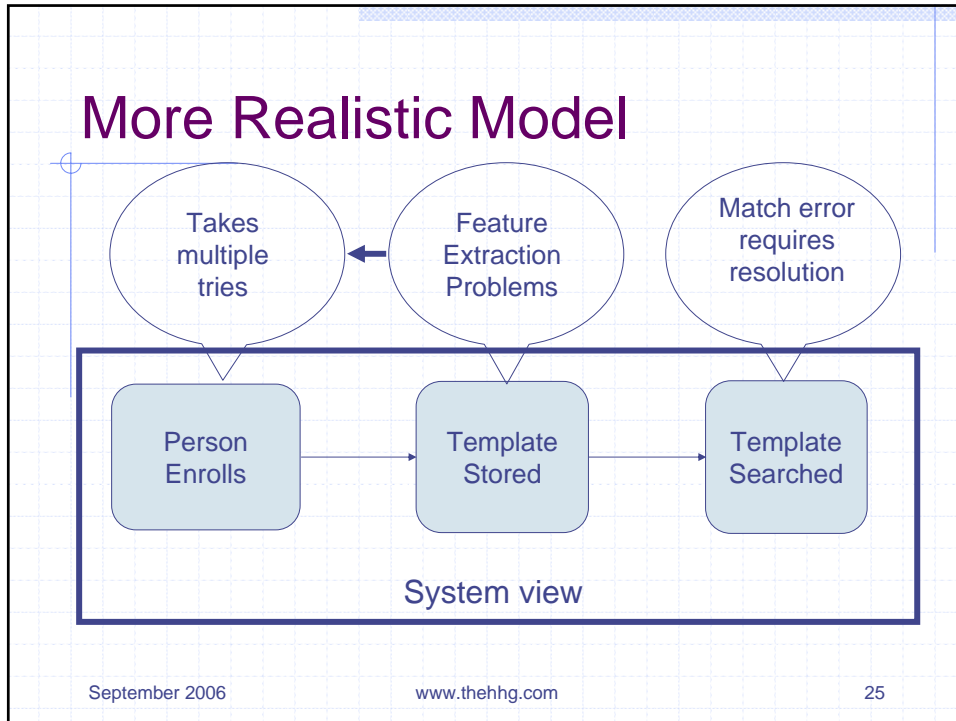 More Realistic Model
Takes
multiple
tries
Feature
Extraction
Problems
Match error
requires
resolution
Person
Enrolls
Template
Stored
Template
Searched
System view
September 2006
www.thehhg.com
25